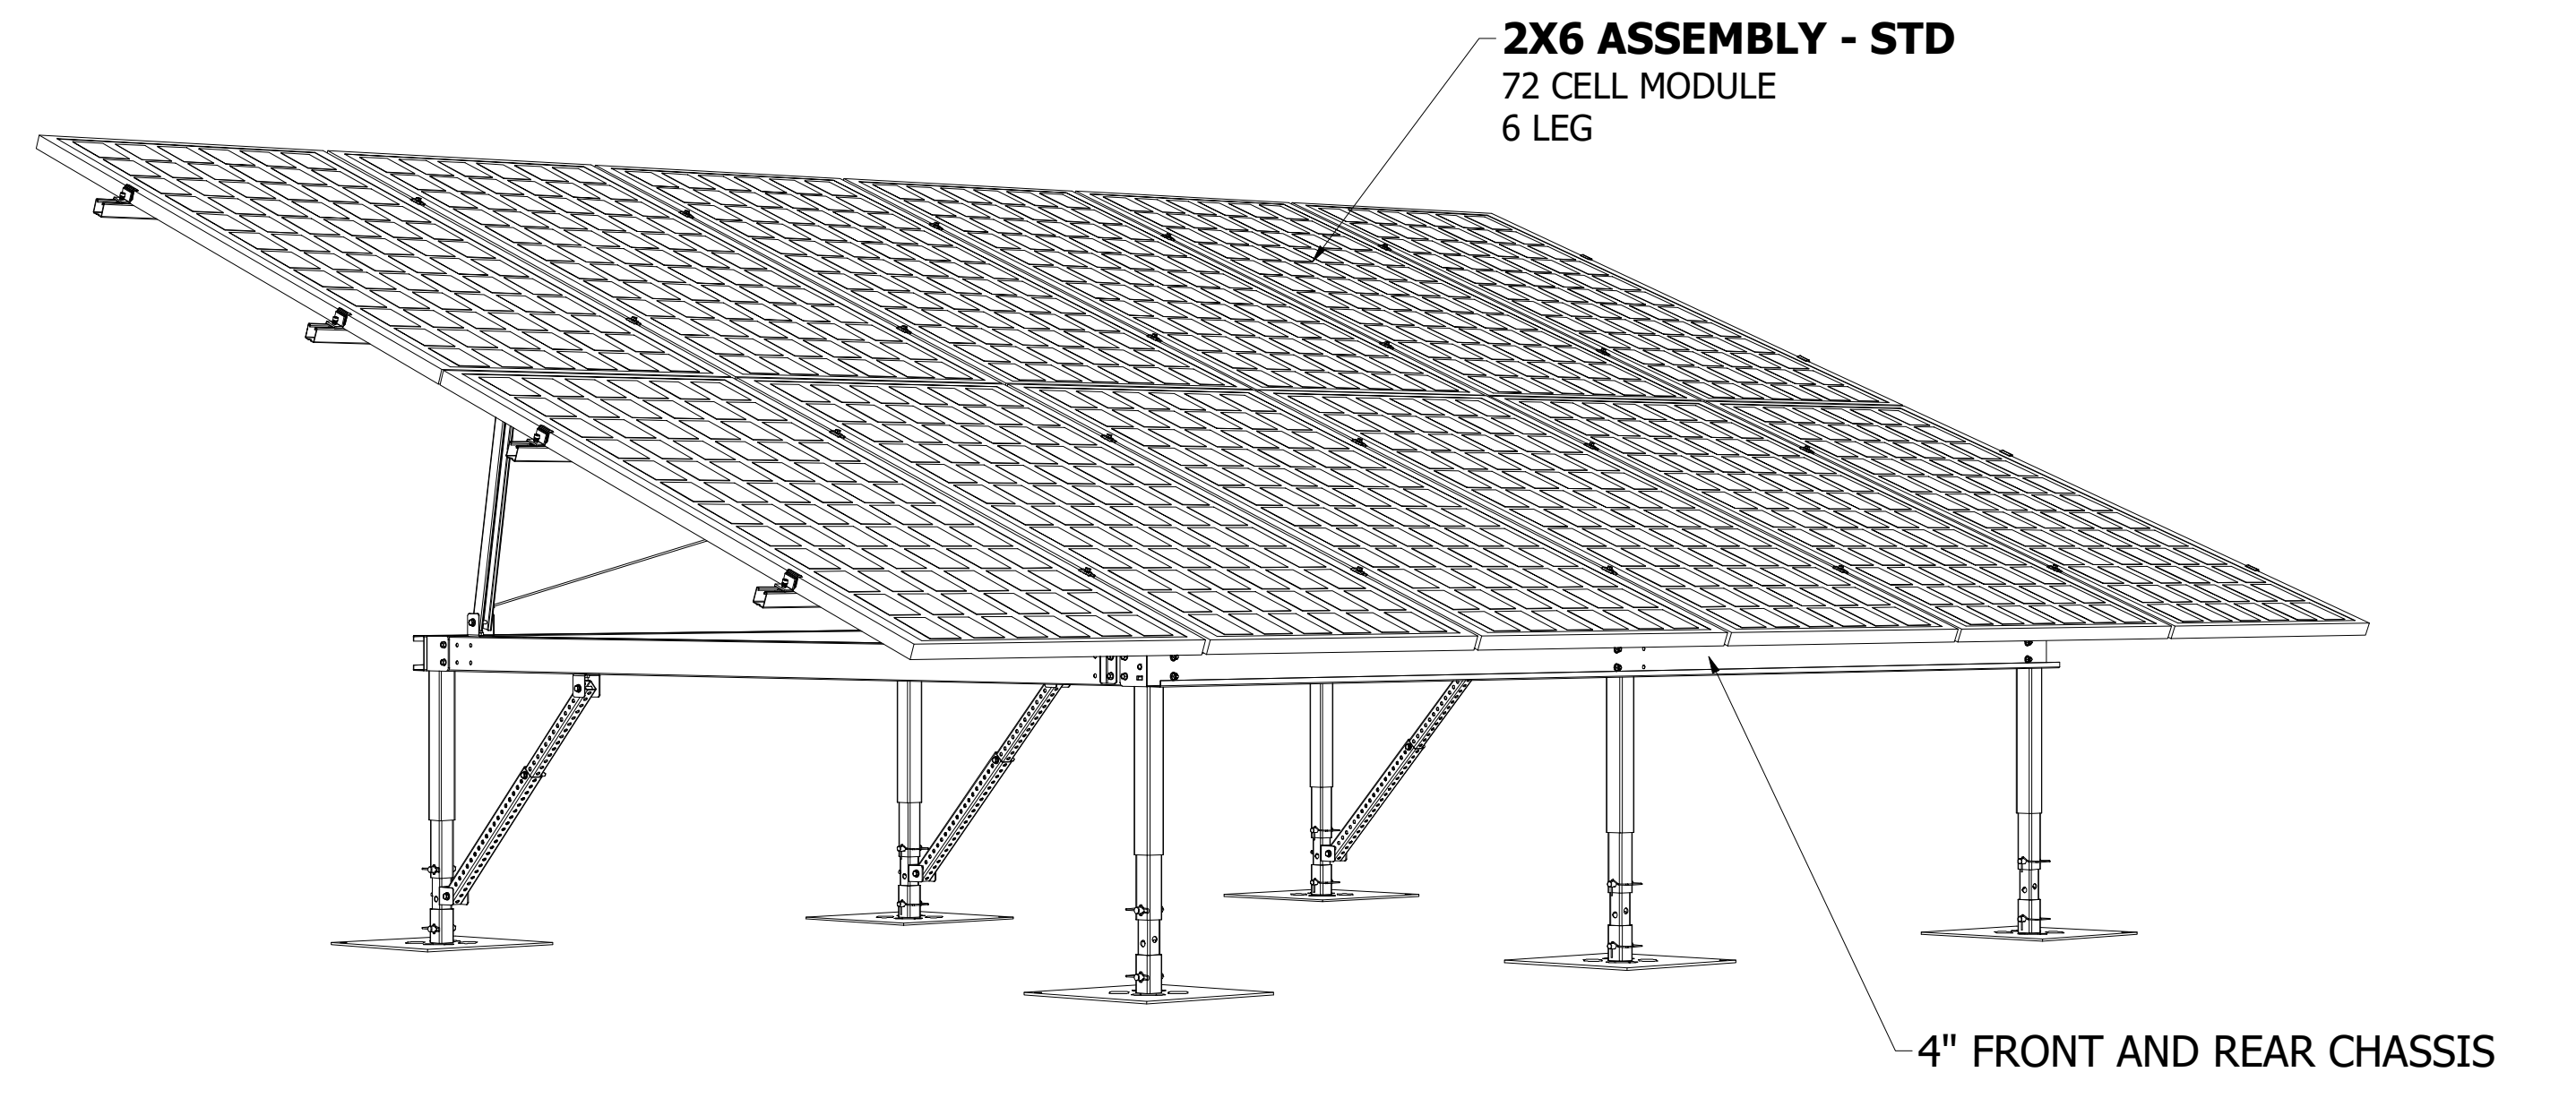 2X6 ASSEMBLY - STD
72 CELL MODULE
6 LEG
4" FRONT AND REAR CHASSIS